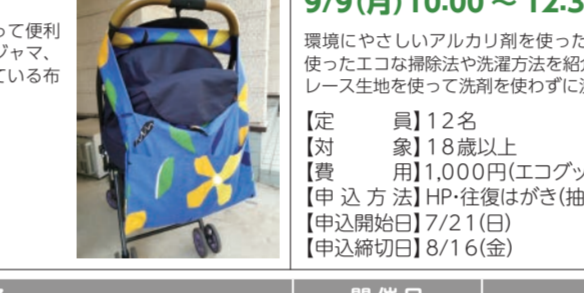 って便利
ジャマ、
ている布
9/9(月)10:00～12:3
環境にやさしいアルカリ剤を使った
使ったエコな掃除法や洗濯方法を紹
レース生地を使って洗剤を使わずに
【定　　員】12名
【対　　象】18歳以上
【費　　用】1,000円(エコグッ
【申込方法】HP・往復はがき(抽
【申込開始日】7/21(日)
【申込締切日】8/16(金)
開催日